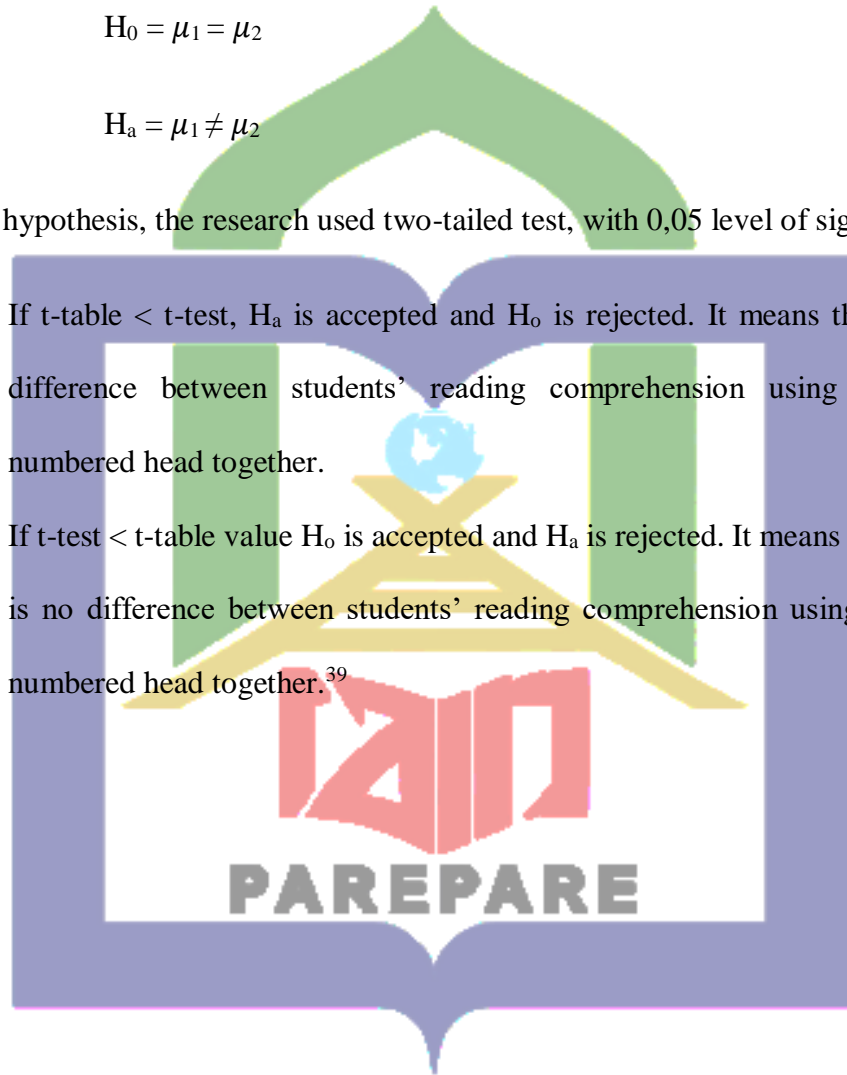 H₀ = μ₁ = μ₂
Hₐ = μ₁ ≠ μ₂
hypothesis, the research used two-tailed test, with 0,05 level of sig
If t-table < t-test, Hₐ is accepted and Hₒ is rejected. It means th
difference between students’ reading comprehension using
numbered head together.
If t-test < t-table value Hₒ is accepted and Hₐ is rejected. It means
is no difference between students’ reading comprehension using
numbered head together.³⁹
iain
PAREPARE